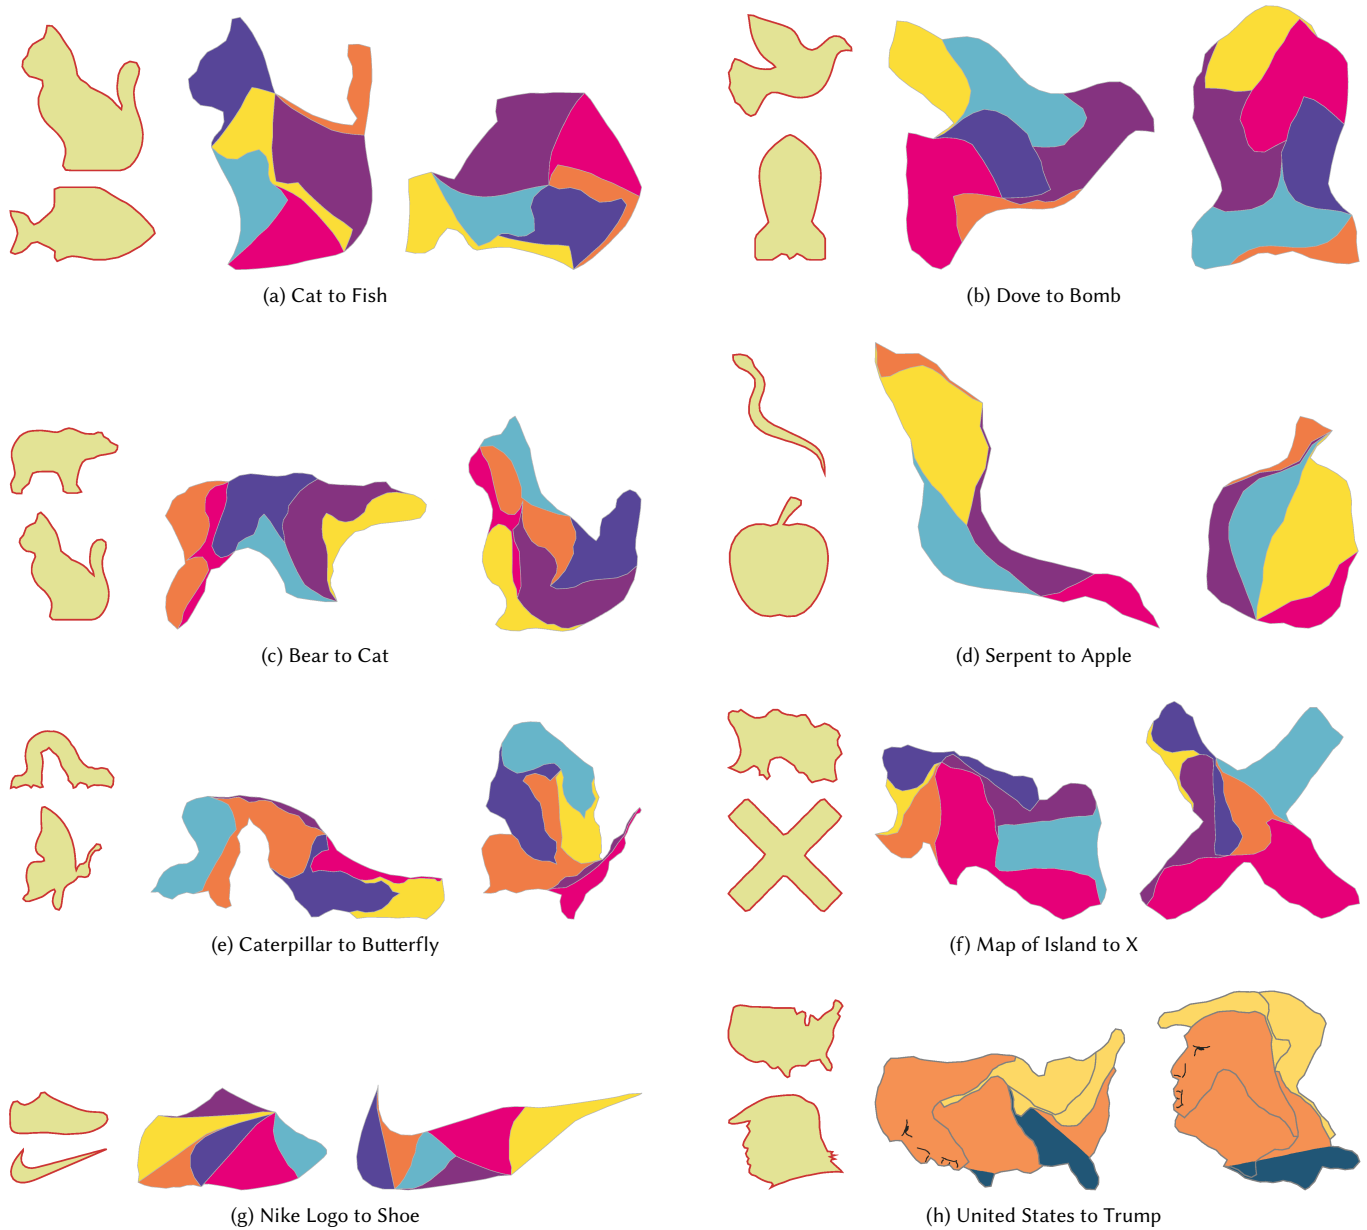 (a) Cat to Fish
(b) Dove to Bomb
(c) Bear to Cat
(d) Serpent to Apple
(e) Caterpillar to Butterfly
(f) Map of Island to X
(g) Nike Logo to Shoe
(h) United States to Trump